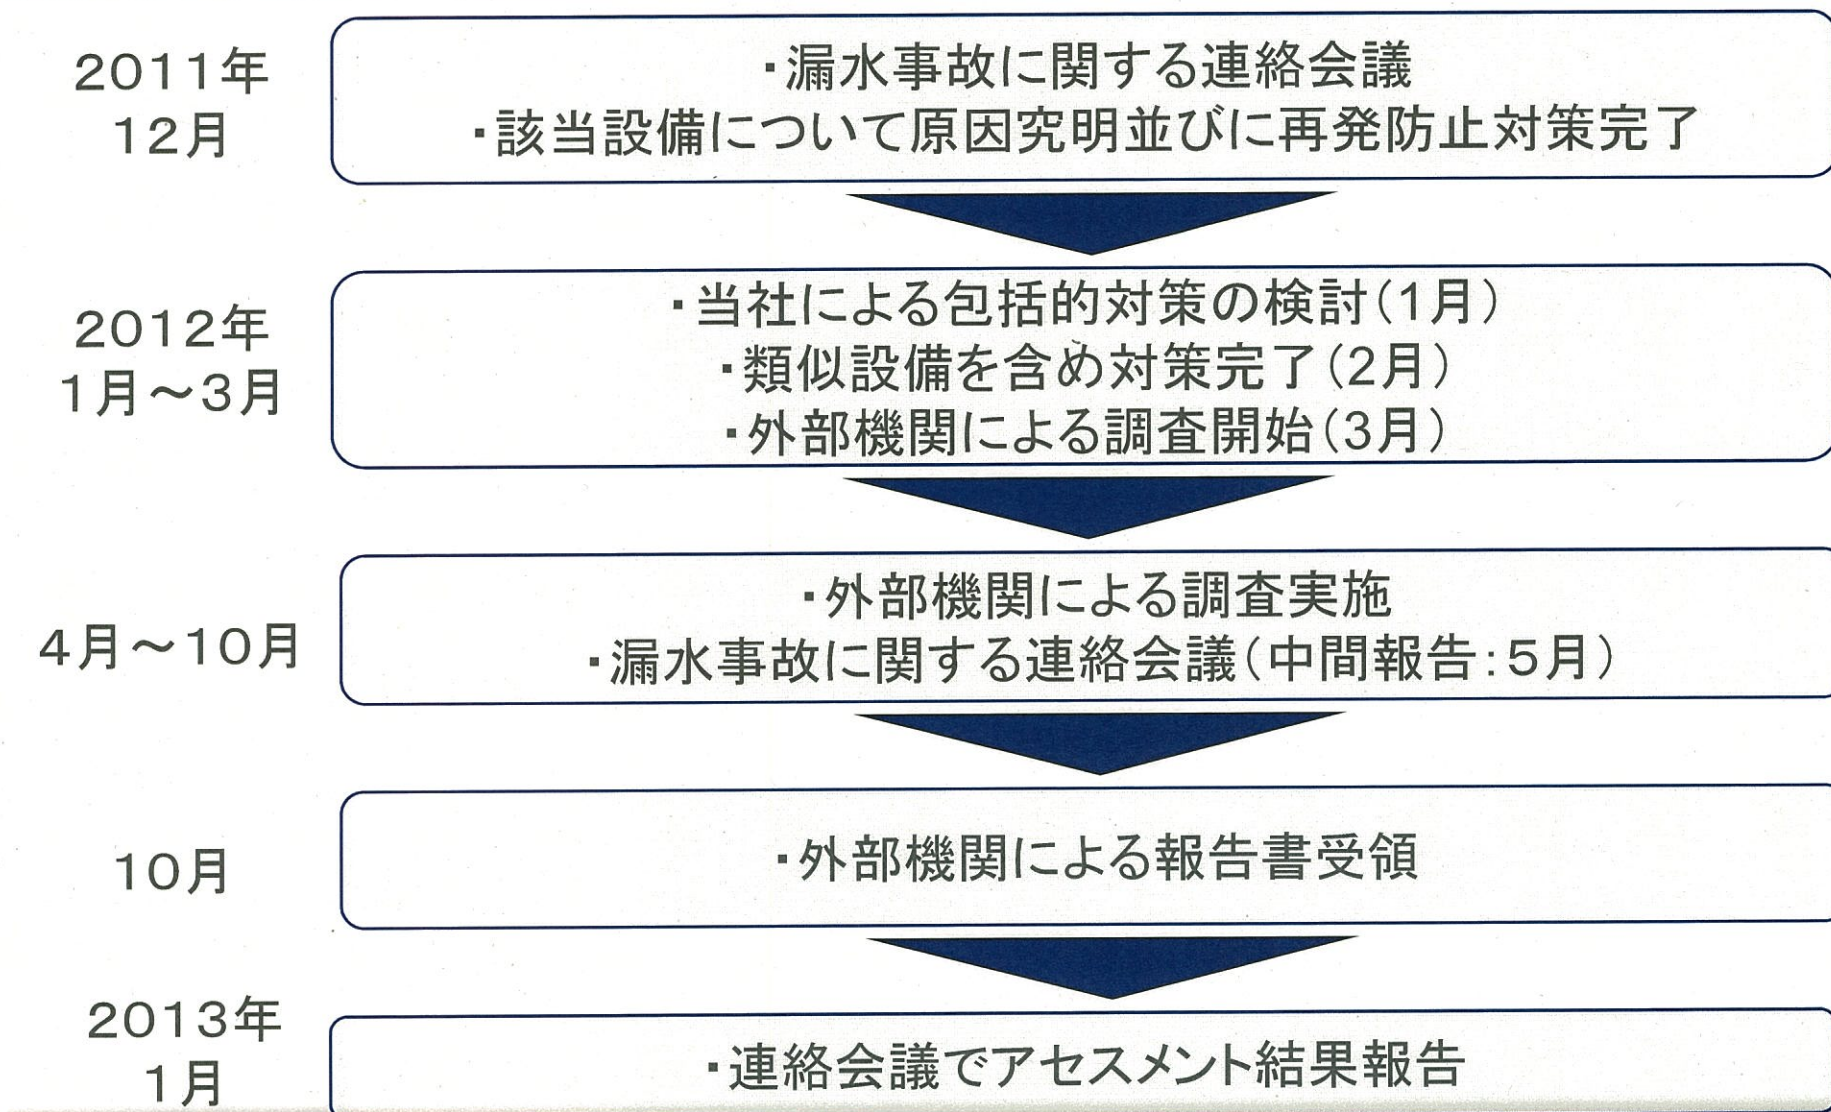 2011年
12月
・漏水事故に関する連絡会議
・該当設備について原因究明並びに再発防止対策完了
2012年
1月～3月
・当社による包括的対策の検討(1月)
・類似設備を含め対策完了(2月)
・外部機関による調査開始(3月)
4月～10月
・外部機関による調査実施
・漏水事故に関する連絡会議(中間報告:5月)
10月
・外部機関による報告書受領
2013年
1月
・連絡会議でアセスメント結果報告